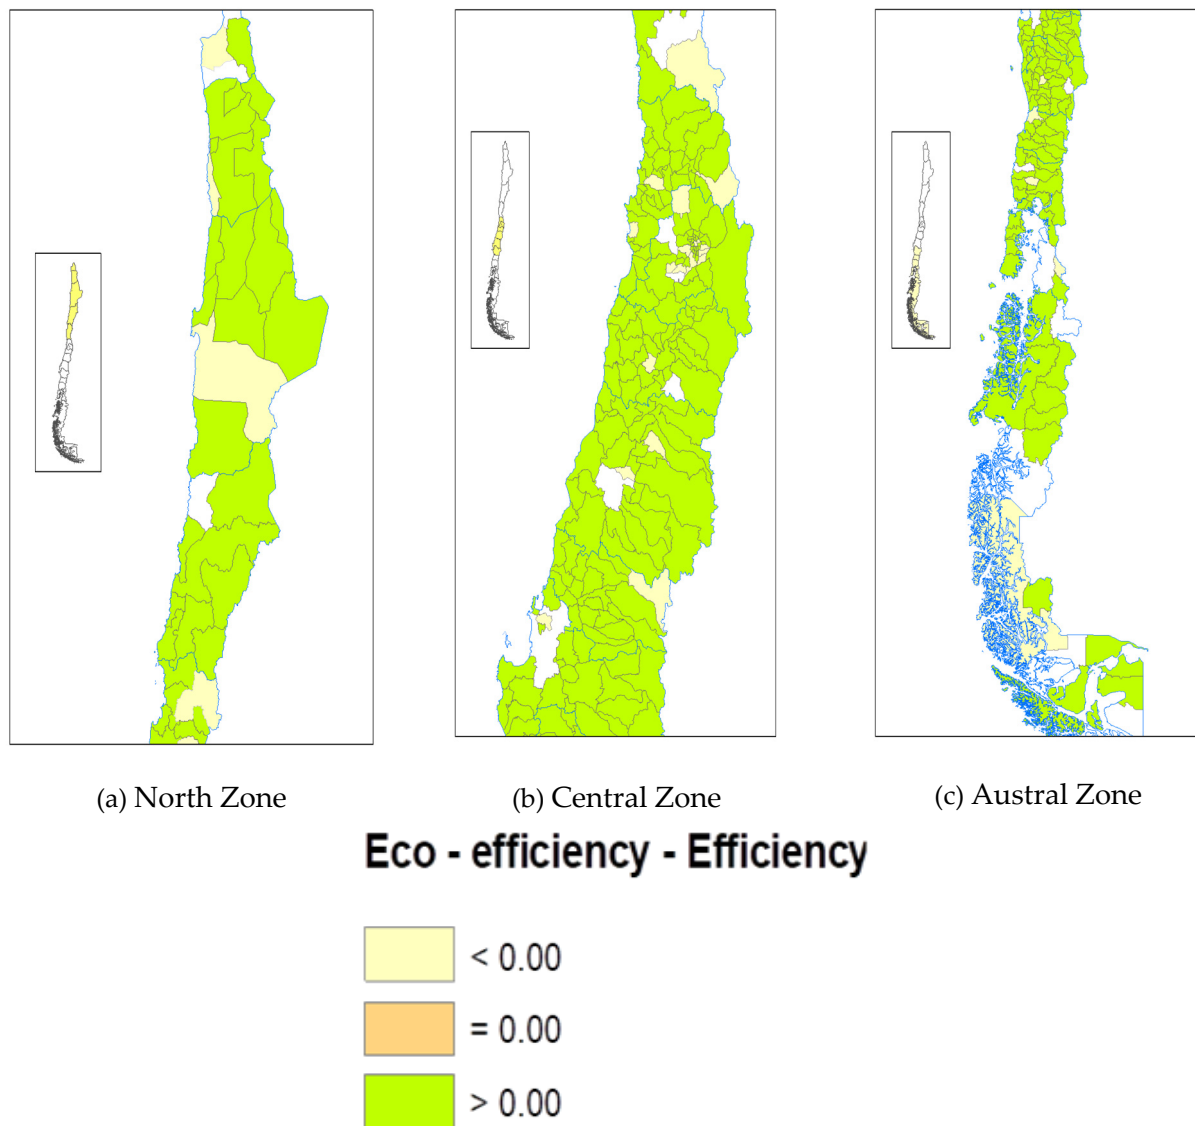 (a) North Zone
(b) Central Zone
(c) Austral Zone
Eco - efficiency - Efficiency
< 0.00
= 0.00
> 0.00